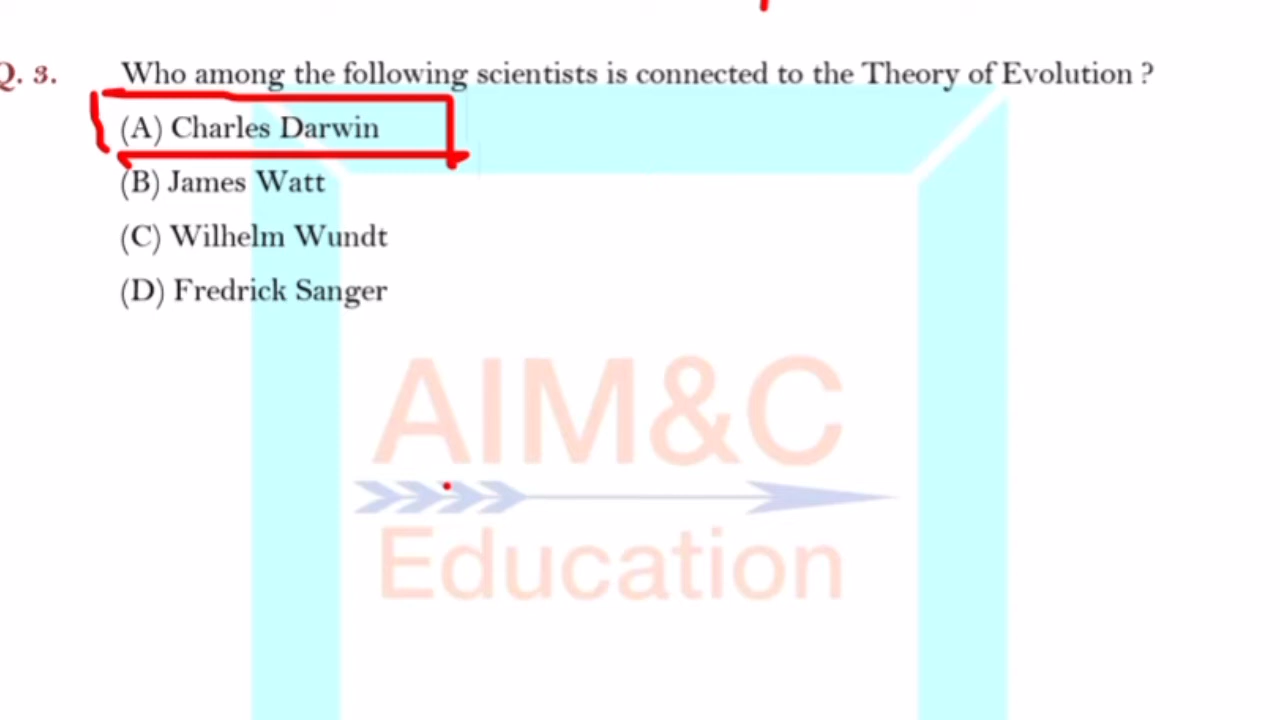 Q. 3. Who among the following scientists is connected to the Theory of Evolution ?
(A) Charles Darwin
(B) James Watt
(C) Wilhelm Wundt
(D) Fredrick Sanger
AIM&C
Education